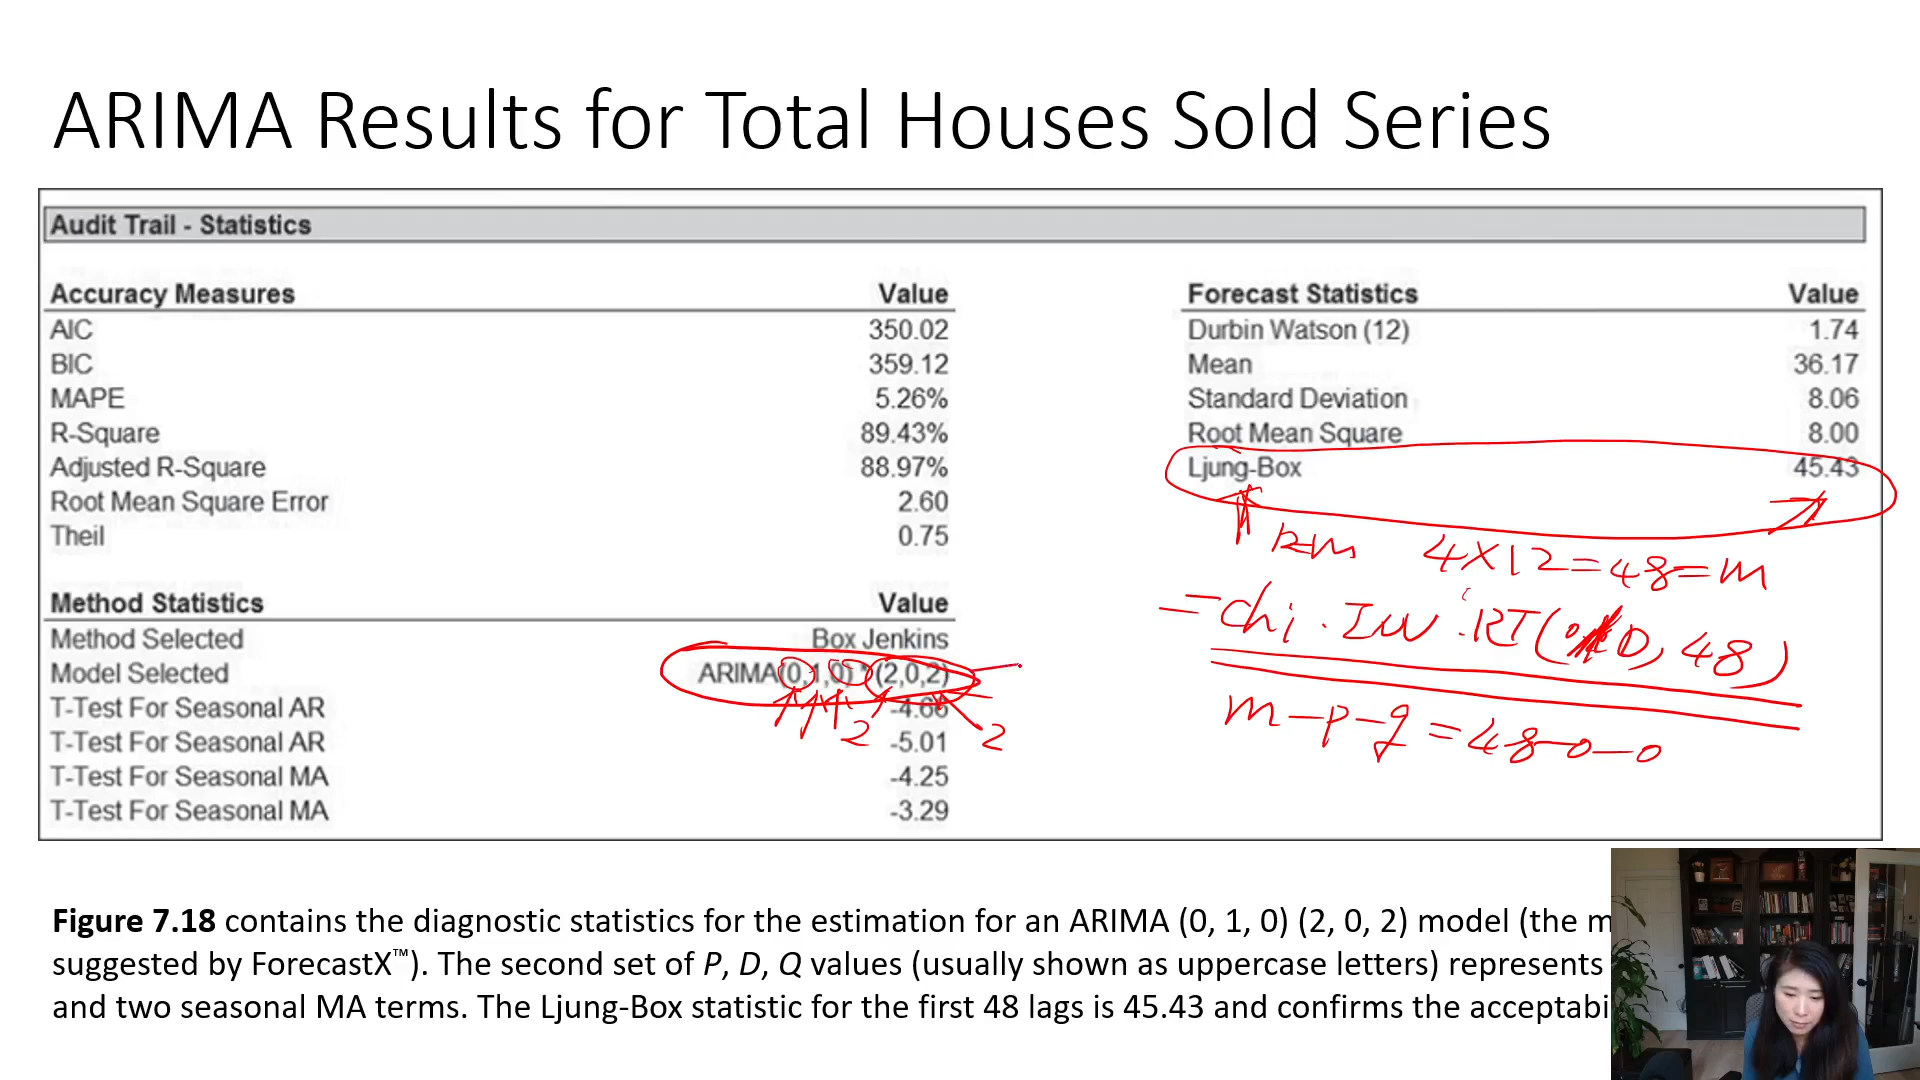 ARIMA Results for Total Houses Sold Series
Audit Trail - Statistics
Accuracy Measures Value
AIC 350.02
BIC 359.12
MAPE 5.26%
R-Square 89.43%
Adjusted R-Square 88.97%
Root Mean Square Error 2.60
Theil 0.75
Method Statistics Value
Method Selected Box Jenkins
Model Selected ARIMA(0,1,0) * (2,0,2)
T-Test For Seasonal AR -4.66
T-Test For Seasonal AR -5.01
T-Test For Seasonal MA -4.25
T-Test For Seasonal MA -3.29
2 2
Forecast Statistics Value
Durbin Watson (12) 1.74
Mean 36.17
Standard Deviation 8.06
Root Mean Square 8.00
Ljung-Box 45.43
4×12=48=m
=chi.INV.RT( 48)
m-p-q=48-0-0
Figure 7.18 contains the diagnostic statistics for the estimation for an ARIMA (0, 1, 0) (2, 0, 2) model (the m
suggested by ForecastX™). The second set of P, D, Q values (usually shown as uppercase letters) represents
and two seasonal MA terms. The Ljung-Box statistic for the first 48 lags is 45.43 and confirms the acceptabi